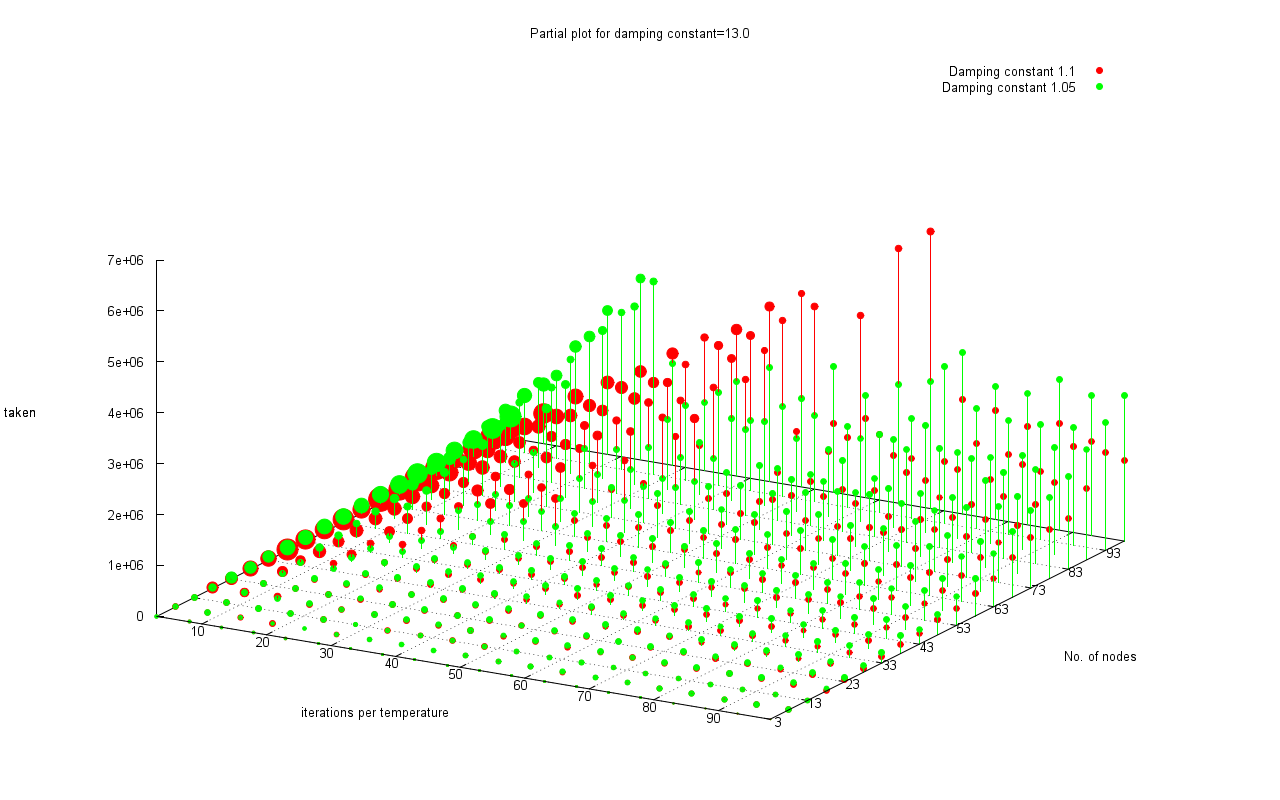 Partial plot for damping constant=13.0
Damping constant 1.1
Damping constant 1.05
7e+06
6e+06
5e+06
4e+06
3e+06
2e+06
1e+06
0
taken
10
20
30
40
50
60
70
80
90
iterations per temperature
3
13
23
33
43
53
63
73
83
93
No. of nodes